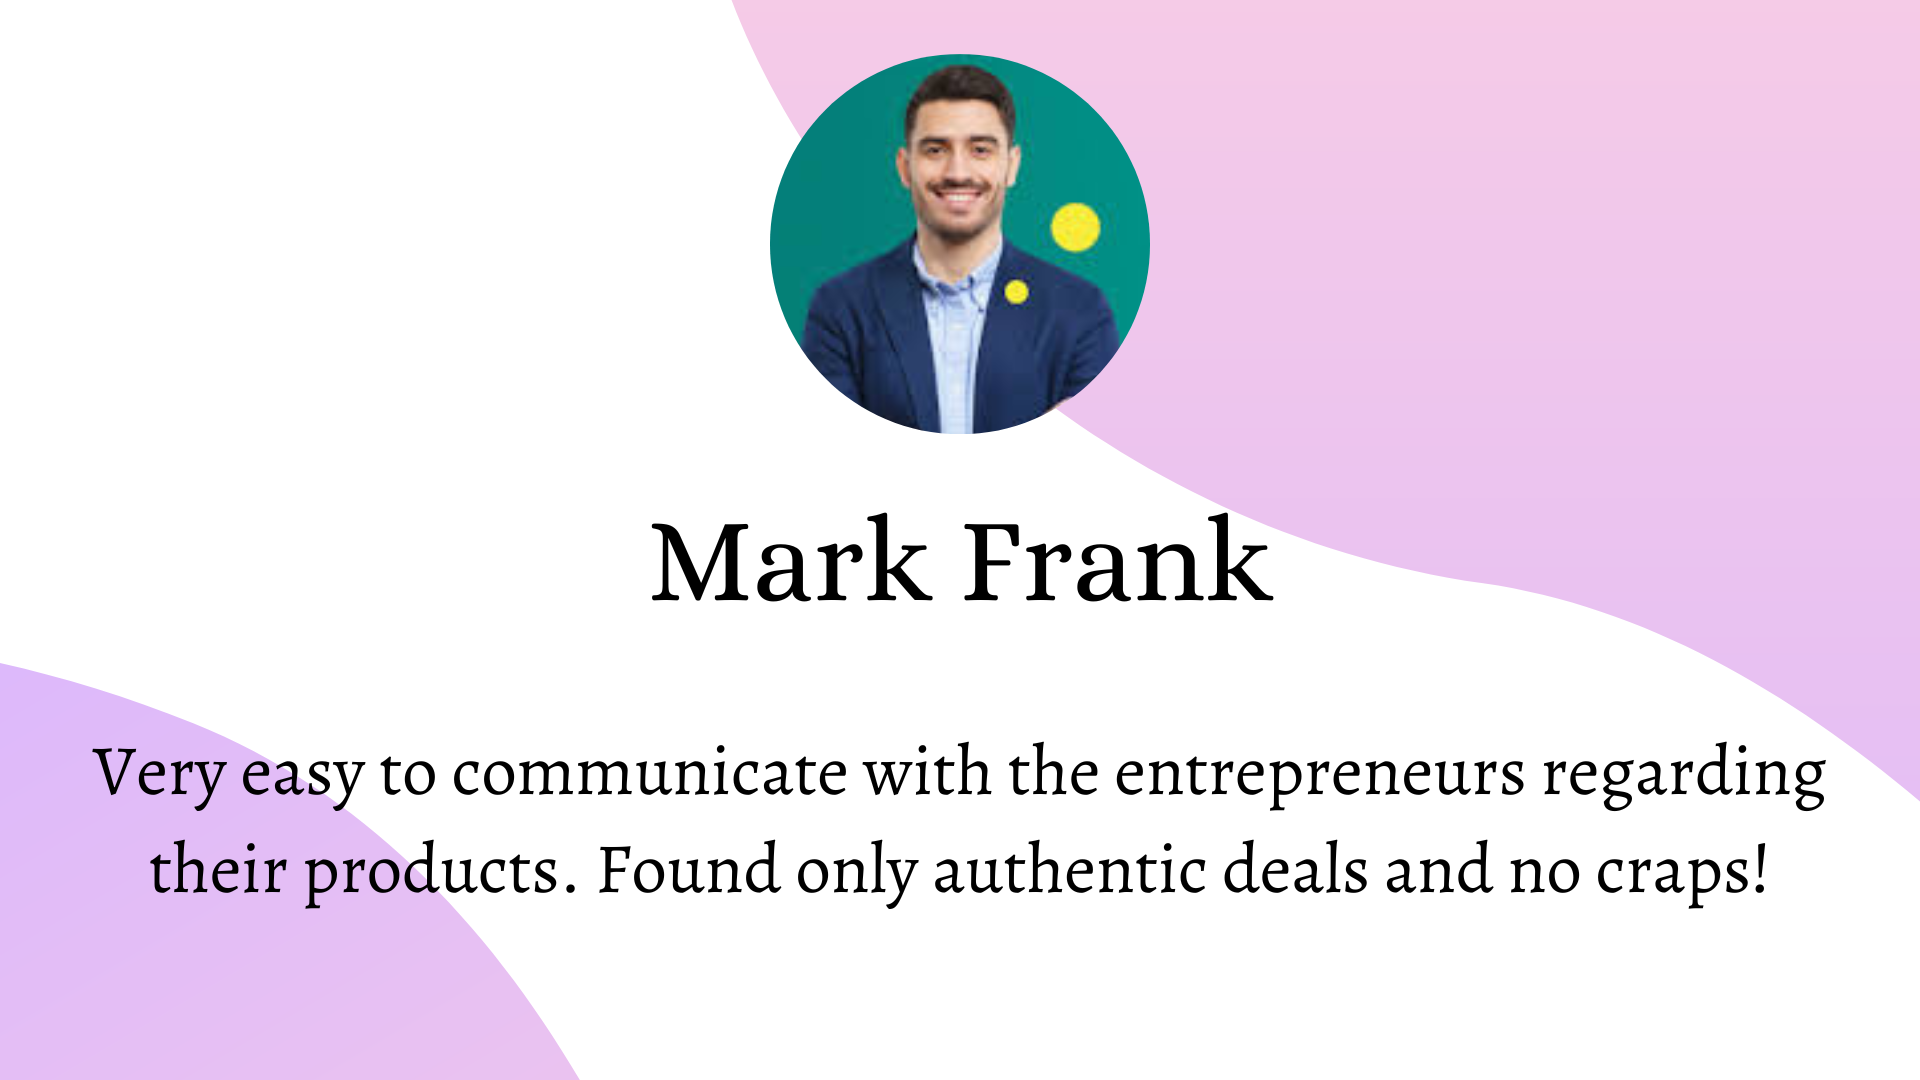 Mark Frank
Very easy to communicate with the entrepreneurs regarding
their products. Found only authentic deals and no craps!